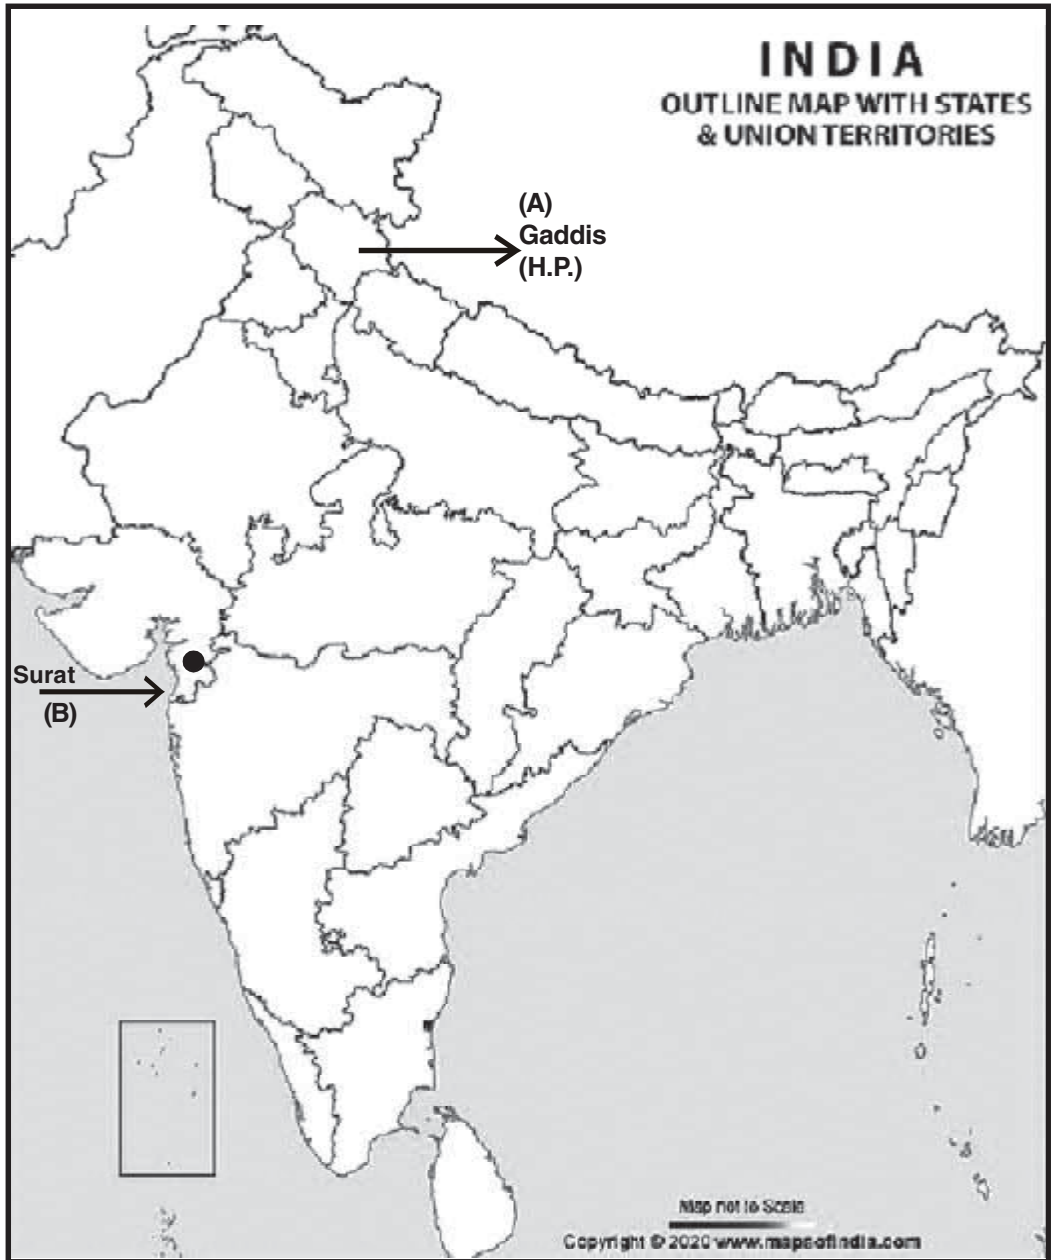 INDIA
OUTLINE MAP WITH STATES
& UNION TERRITORIES
(A)
Gaddis
(H.P.)
Surat
(B)
Map not to Scale
Copyright © 2020 www.mapsofindia.com